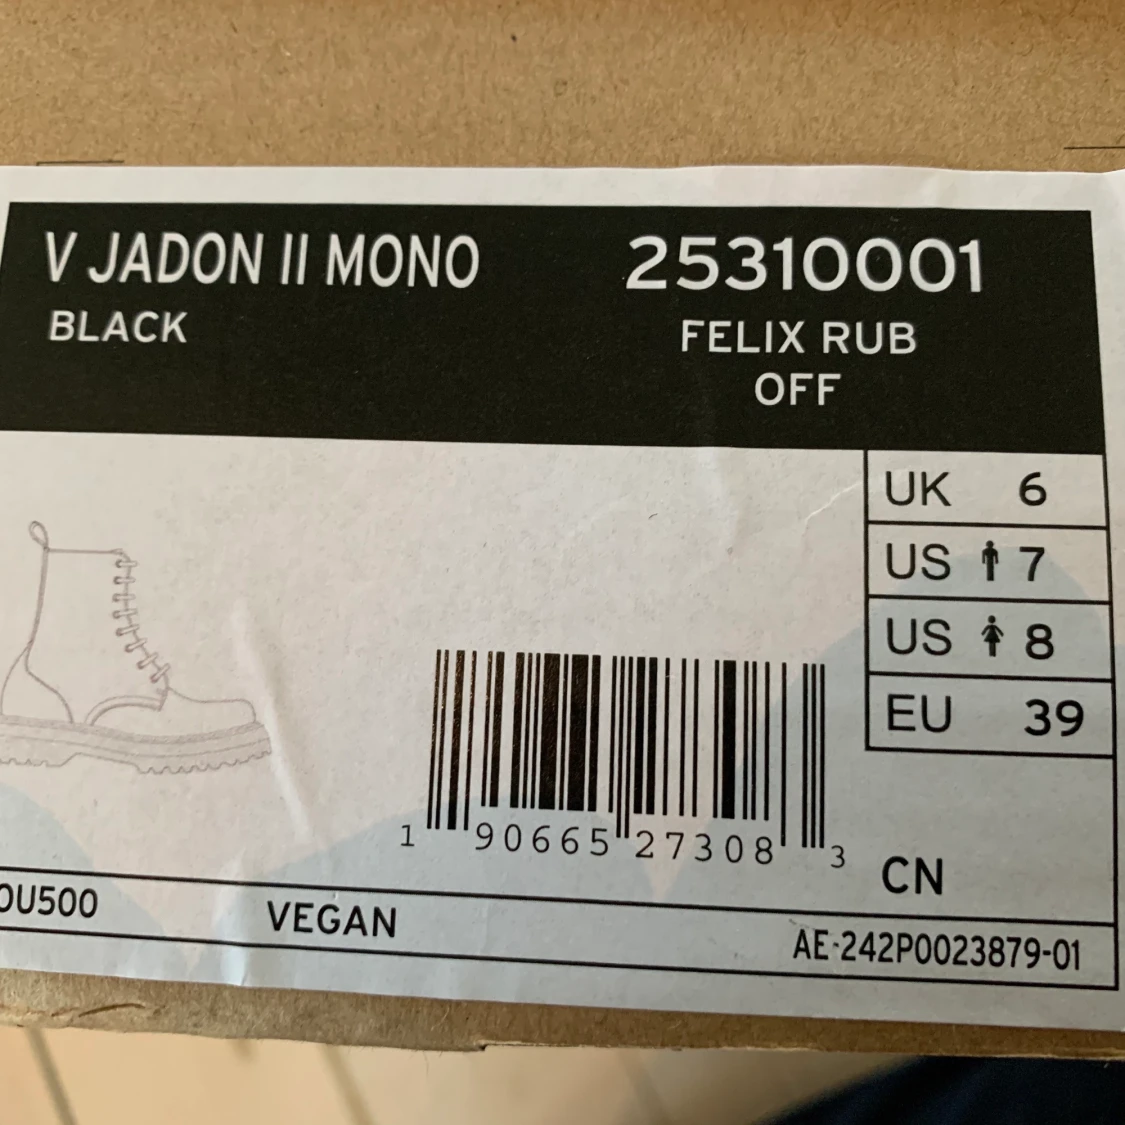 V JADON II MONO
BLACK
25310001
FELIX RUB
OFF
UK 6
US 7
US 8
EU 39
1 90665 27308 3
CN
OU500
VEGAN
AE-242P0023879-01